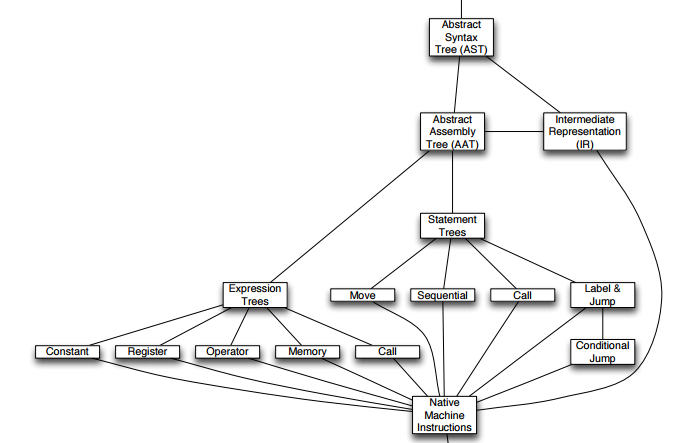 Abstract
Syntax
Tree (AST)
Abstract
Assembly
Tree (AAT)
Intermediate
Representation
(IR)
Statement
Trees
Expression
Trees
Move
Sequential
Call
Label &
Jump
Constant
Register
Operator
Memory
Call
Conditional
Jump
Native
Machine
Instructions